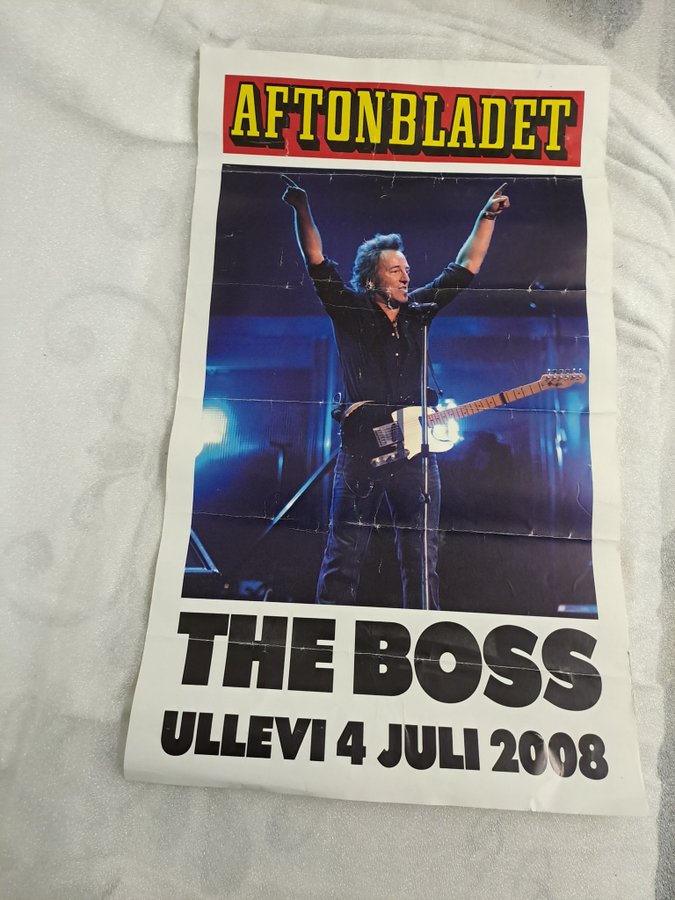 AFTONBLADET
THE BOSS
ULLEVI 4 JULI 2008